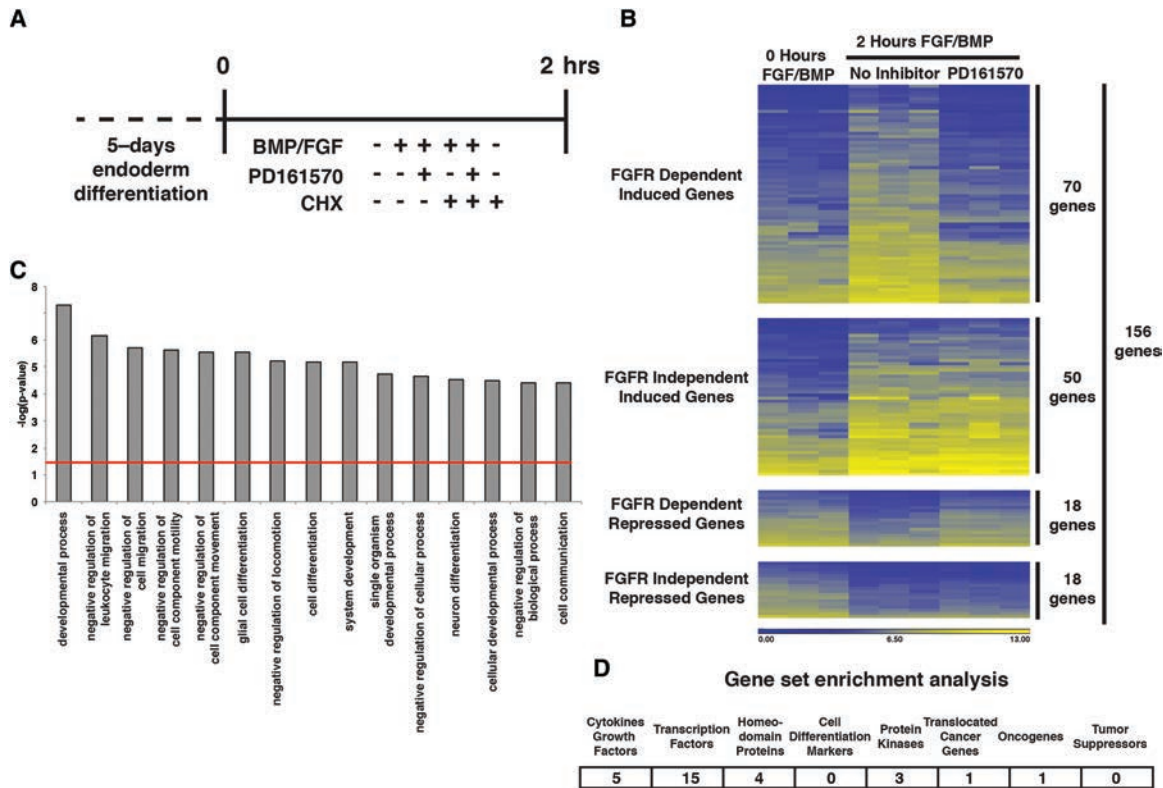 A
0
2 hrs
5–days
endoderm
differentiation
BMP/FGF - + + + + -
PD161570 - - + - + -
CHX - - - + + +
B
0 Hours
FGF/BMP
2 Hours FGF/BMP
No Inhibitor PD161570
FGFR Dependent
Induced Genes
70
genes
FGFR Independent
Induced Genes
50
genes
156
genes
FGFR Dependent
Repressed Genes
18
genes
FGFR Independent
Repressed Genes
18
genes
0.00 6.50 13.00
C
-log(p-value)
8
7
6
5
4
3
2
1
0
developmental process
negative regulation of
leukocyte migration
negative regulation of
cell migration
negative regulation of
cell component motility
negative regulation of
cell component movement
glial cell differentiation
negative regulation of locomotion
cell differentiation
system development
single organism
developmental process
negative regulation of cellular process
neuron differentiation
cellular developmental process
negative regulation of
biological process
cell communication
D
Gene set enrichment analysis
Cytokines
Growth
Factors
Transcription
Factors
Homeo-
domain
Proteins
Cell
Differentiation
Markers
Protein
Kinases
Translocated
Cancer
Genes
Oncogenes
Tumor
Suppressors
5 15 4 0 3 1 1 0